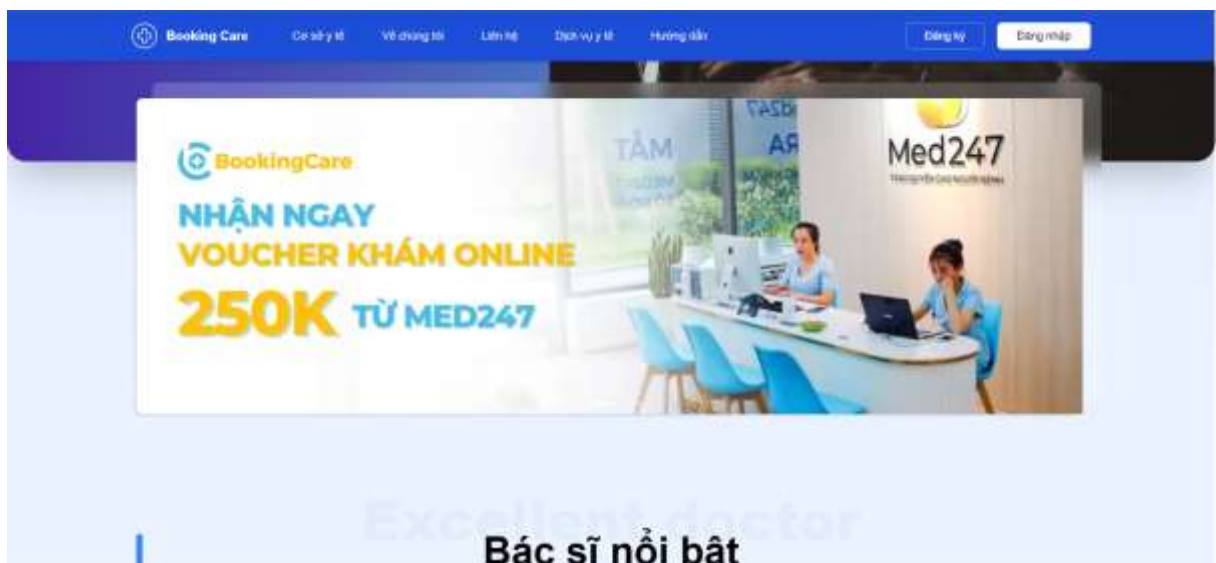 Booking Care
Cơ sở y tế
Về chúng tôi
Liên hệ
Dịch vụ y tế
Hướng dẫn
Đăng ký
Đăng nhập
BookingCare
NHẬN NGAY
VOUCHER KHÁM ONLINE
250K TỪ MED247
TÂM
Med247
Excellent doctor
Bác sĩ nổi bật